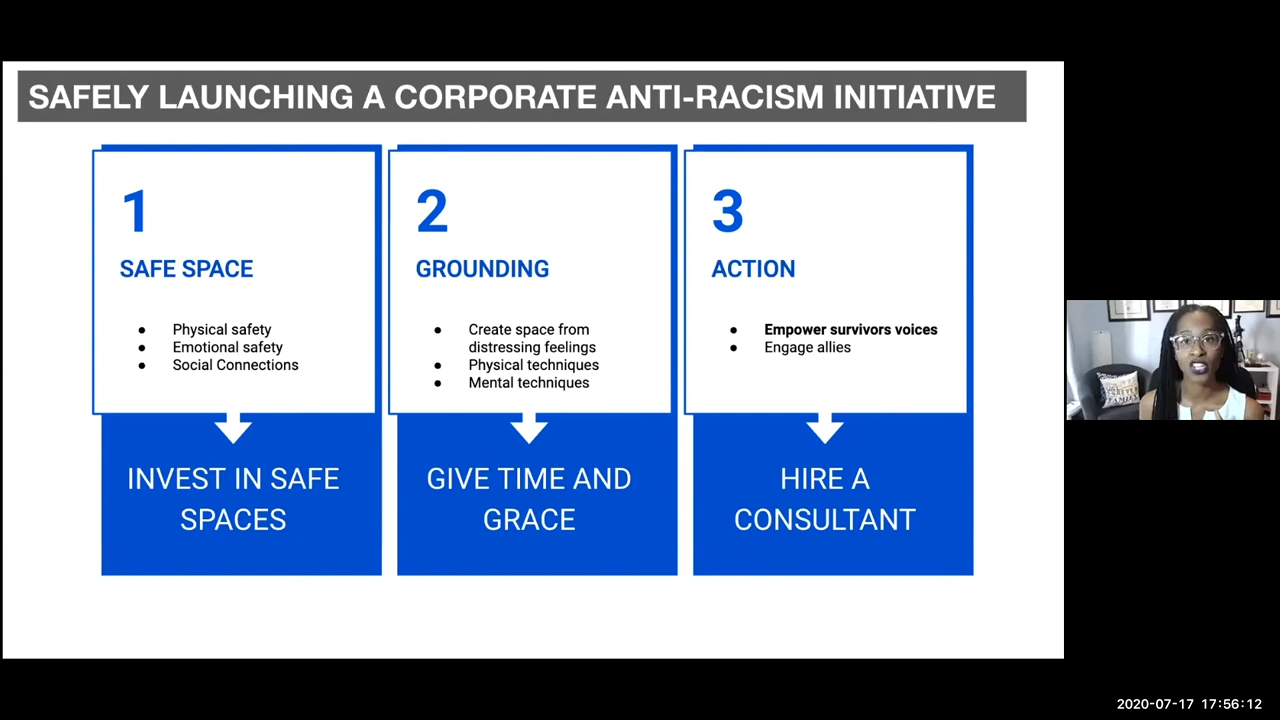 SAFELY LAUNCHING A CORPORATE ANTI-RACISM INITIATIVE
1
SAFE SPACE
● Physical safety
● Emotional safety
● Social Connections
INVEST IN SAFE
SPACES
2
GROUNDING
● Create space from
distressing feelings
● Physical techniques
● Mental techniques
GIVE TIME AND
GRACE
3
ACTION
● Empower survivors voices
● Engage allies
HIRE A
CONSULTANT
2020-07-17 17:56:12